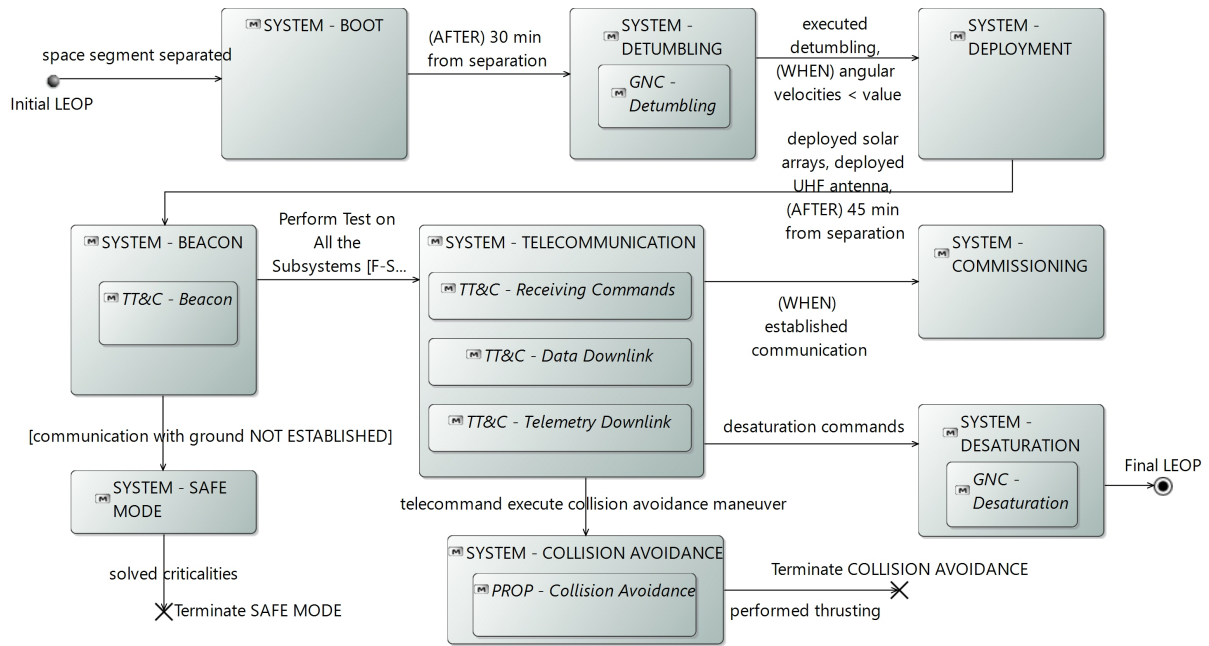 space segment separated
Initial LEOP
SYSTEM - BOOT
(AFTER) 30 min
from separation
SYSTEM -
DETUMBLING
GNC -
Detumbling
executed
detumbling,
(WHEN) angular
velocities < value
SYSTEM -
DEPLOYMENT
deployed solar
arrays, deployed
UHF antenna,
(AFTER) 45 min
from separation
SYSTEM - BEACON
TT&C - Beacon
Perform Test on
All the
Subsystems [F-S...
SYSTEM - TELECOMMUNICATION
TT&C - Receiving Commands
TT&C - Data Downlink
TT&C - Telemetry Downlink
(WHEN)
established
communication
SYSTEM -
COMMISSIONING
[communication with ground NOT ESTABLISHED]
SYSTEM - SAFE
MODE
solved criticalities
Terminate SAFE MODE
desaturation commands
SYSTEM -
DESATURATION
GNC -
Desaturation
Final LEOP
telecommand execute collision avoidance maneuver
SYSTEM - COLLISION AVOIDANCE
PROP - Collision Avoidance
Terminate COLLISION AVOIDANCE
performed thrusting